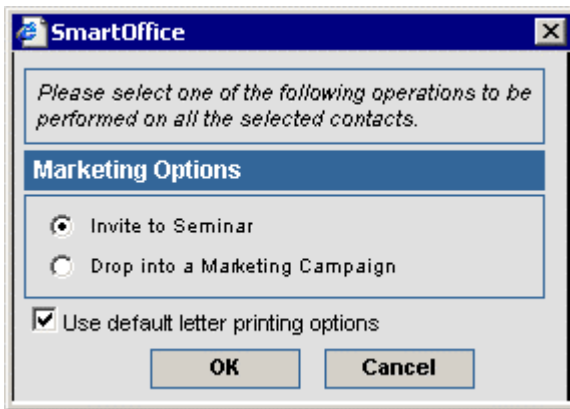 SmartOffice
Please select one of the following operations to be
performed on all the selected contacts.
Marketing Options
Invite to Seminar
Drop into a Marketing Campaign
Use default letter printing options
OK Cancel